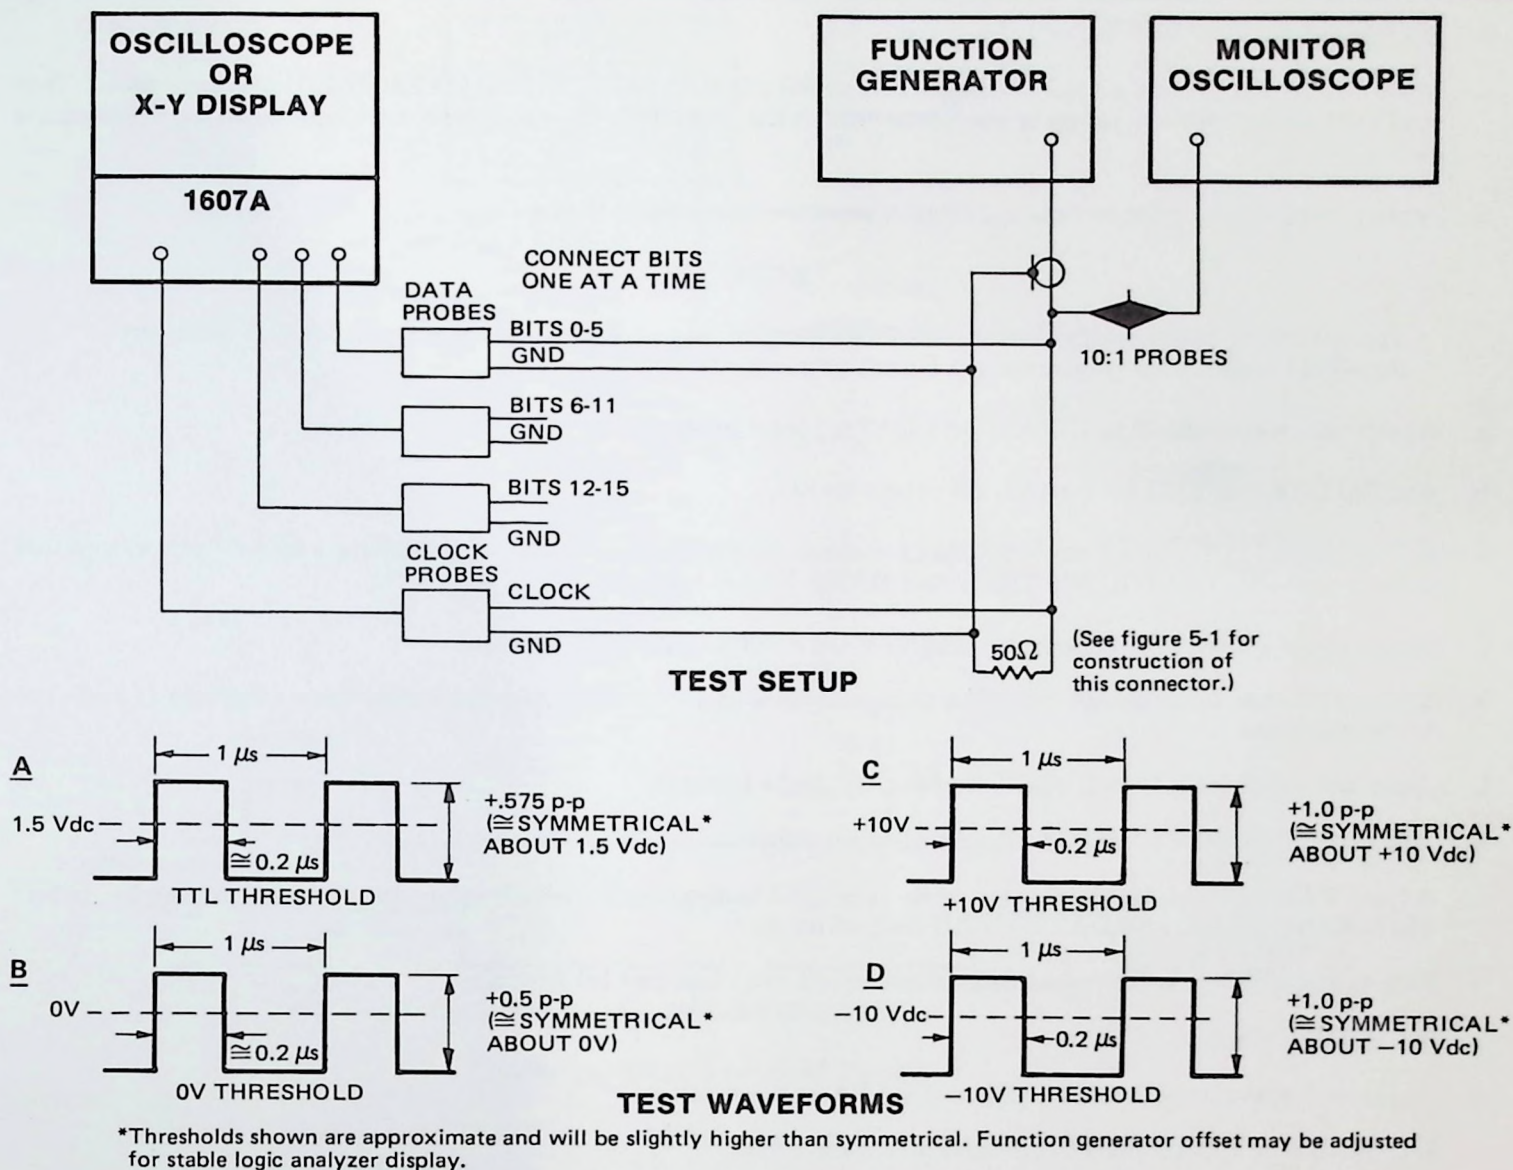 OSCILLOSCOPE
OR
X-Y DISPLAY
1607A
FUNCTION
GENERATOR
MONITOR
OSCILLOSCOPE
CONNECT BITS
ONE AT A TIME
DATA
PROBES
BITS 0-5
GND
10:1 PROBES
BITS 6-11
GND
BITS 12-15
GND
CLOCK
PROBES
CLOCK
GND
50Ω
(See figure 5-1 for
construction of
this connector.)
TEST SETUP
A
1 μs
1.5 Vdc
≅0.2 μs
+.575 p-p
(≅SYMMETRICAL*
ABOUT 1.5 Vdc)
TTL THRESHOLD
C
1 μs
+10V
0.2 μs
+1.0 p-p
(≅SYMMETRICAL*
ABOUT +10 Vdc)
+10V THRESHOLD
B
1 μs
0V
≅0.2 μs
+0.5 p-p
(≅SYMMETRICAL*
ABOUT 0V)
0V THRESHOLD
D
1 μs
−10 Vdc
0.2 μs
+1.0 p-p
(≅SYMMETRICAL*
ABOUT −10 Vdc)
−10V THRESHOLD
TEST WAVEFORMS
*Thresholds shown are approximate and will be slightly higher than symmetrical. Function generator offset may be adjusted
for stable logic analyzer display.